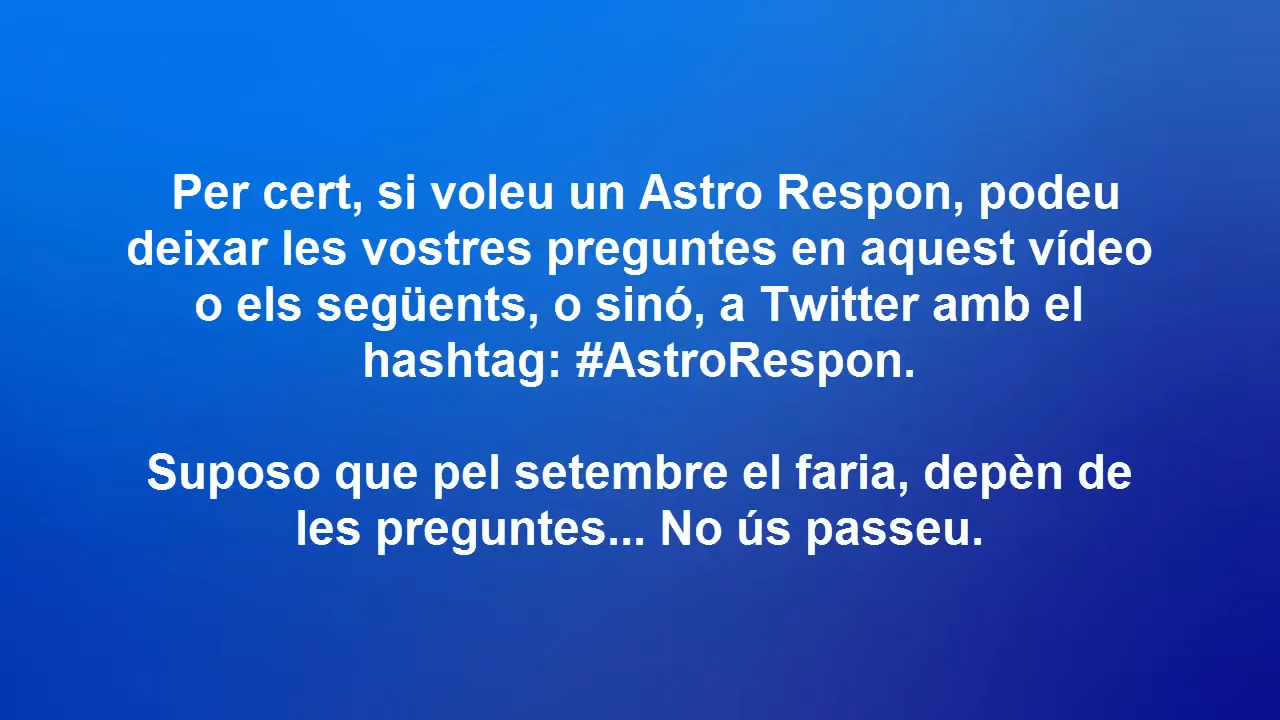 Per cert, si voleu un Astro Respon, podeu
deixar les vostres preguntes en aquest vídeo
o els següents, o sinó, a Twitter amb el
hashtag: #AstroRespon.
Suposo que pel setembre el faria, depèn de
les preguntes... No ús passeu.